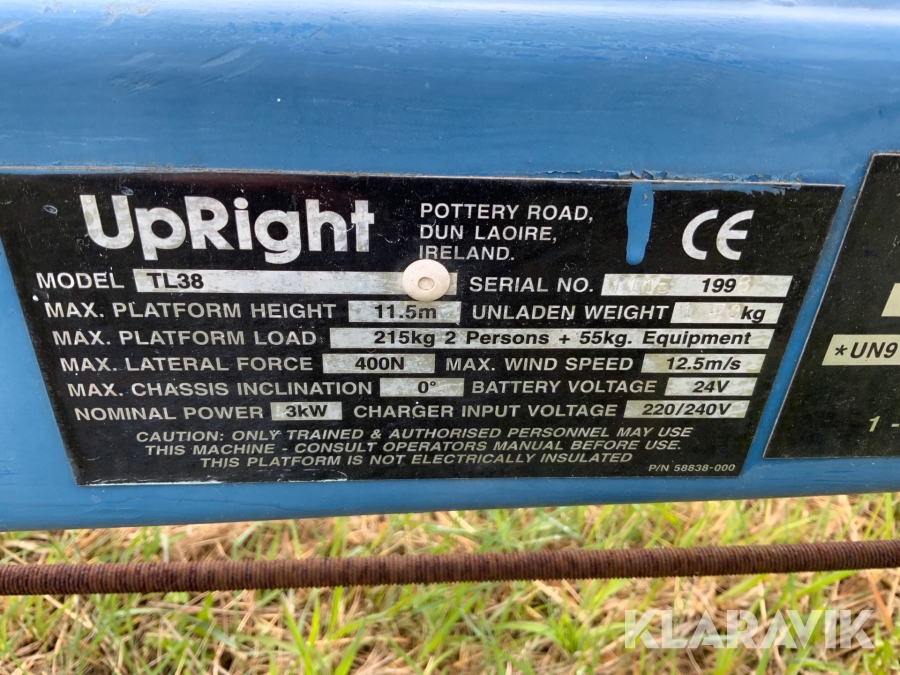 UpRight
POTTERY ROAD,
DUN LAOIRE,
IRELAND.
CE
MODEL TL38 SERIAL NO. 199
MAX. PLATFORM HEIGHT 11.5m UNLADEN WEIGHT kg
MAX. PLATFORM LOAD 215kg 2 Persons + 55kg. Equipment
MAX. LATERAL FORCE 400N MAX. WIND SPEED 12.5m/s
MAX. CHASSIS INCLINATION 0° BATTERY VOLTAGE 24V
NOMINAL POWER 3kW CHARGER INPUT VOLTAGE 220/240V
CAUTION: ONLY TRAINED & AUTHORISED PERSONNEL MAY USE
THIS MACHINE - CONSULT OPERATORS MANUAL BEFORE USE.
THIS PLATFORM IS NOT ELECTRICALLY INSULATED
P/N 58838-000
*UN9
1 -
KLARAVIK